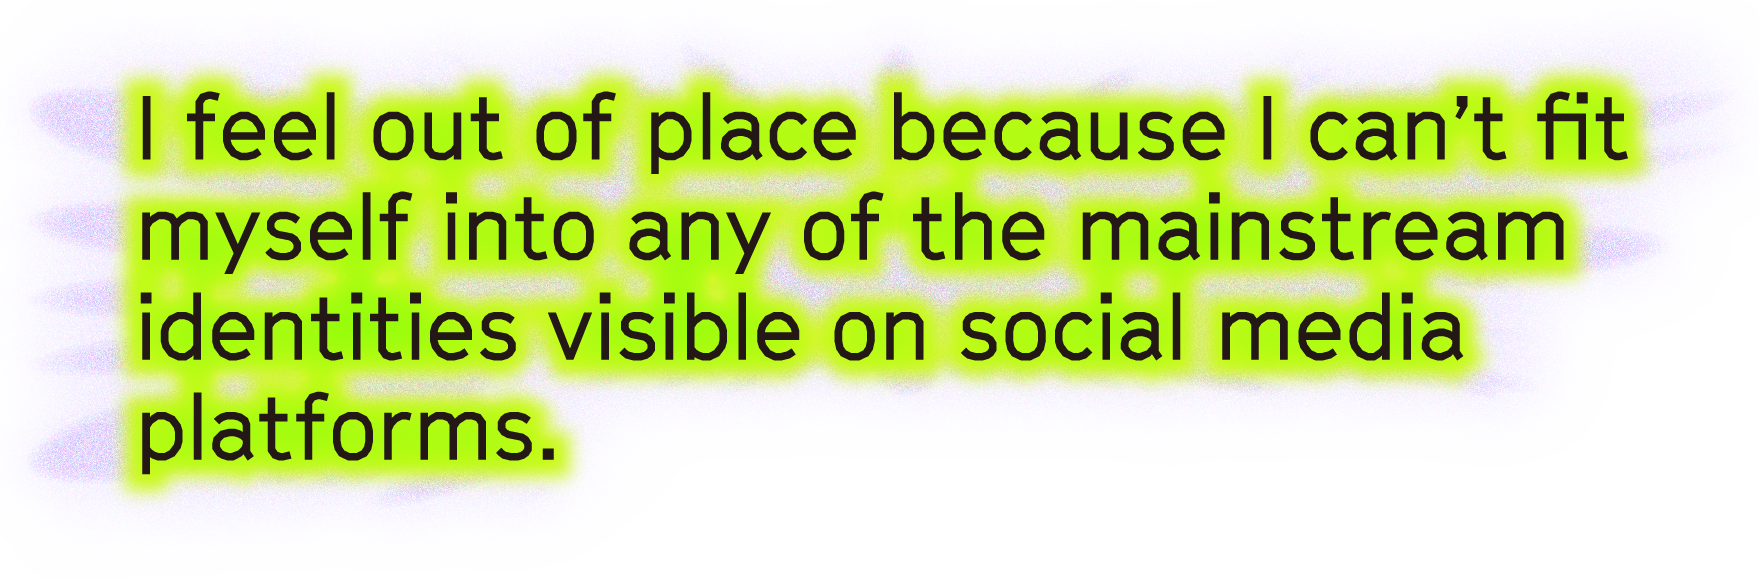 I feel out of place because I can’t fit
myself into any of the mainstream
identities visible on social media
platforms.